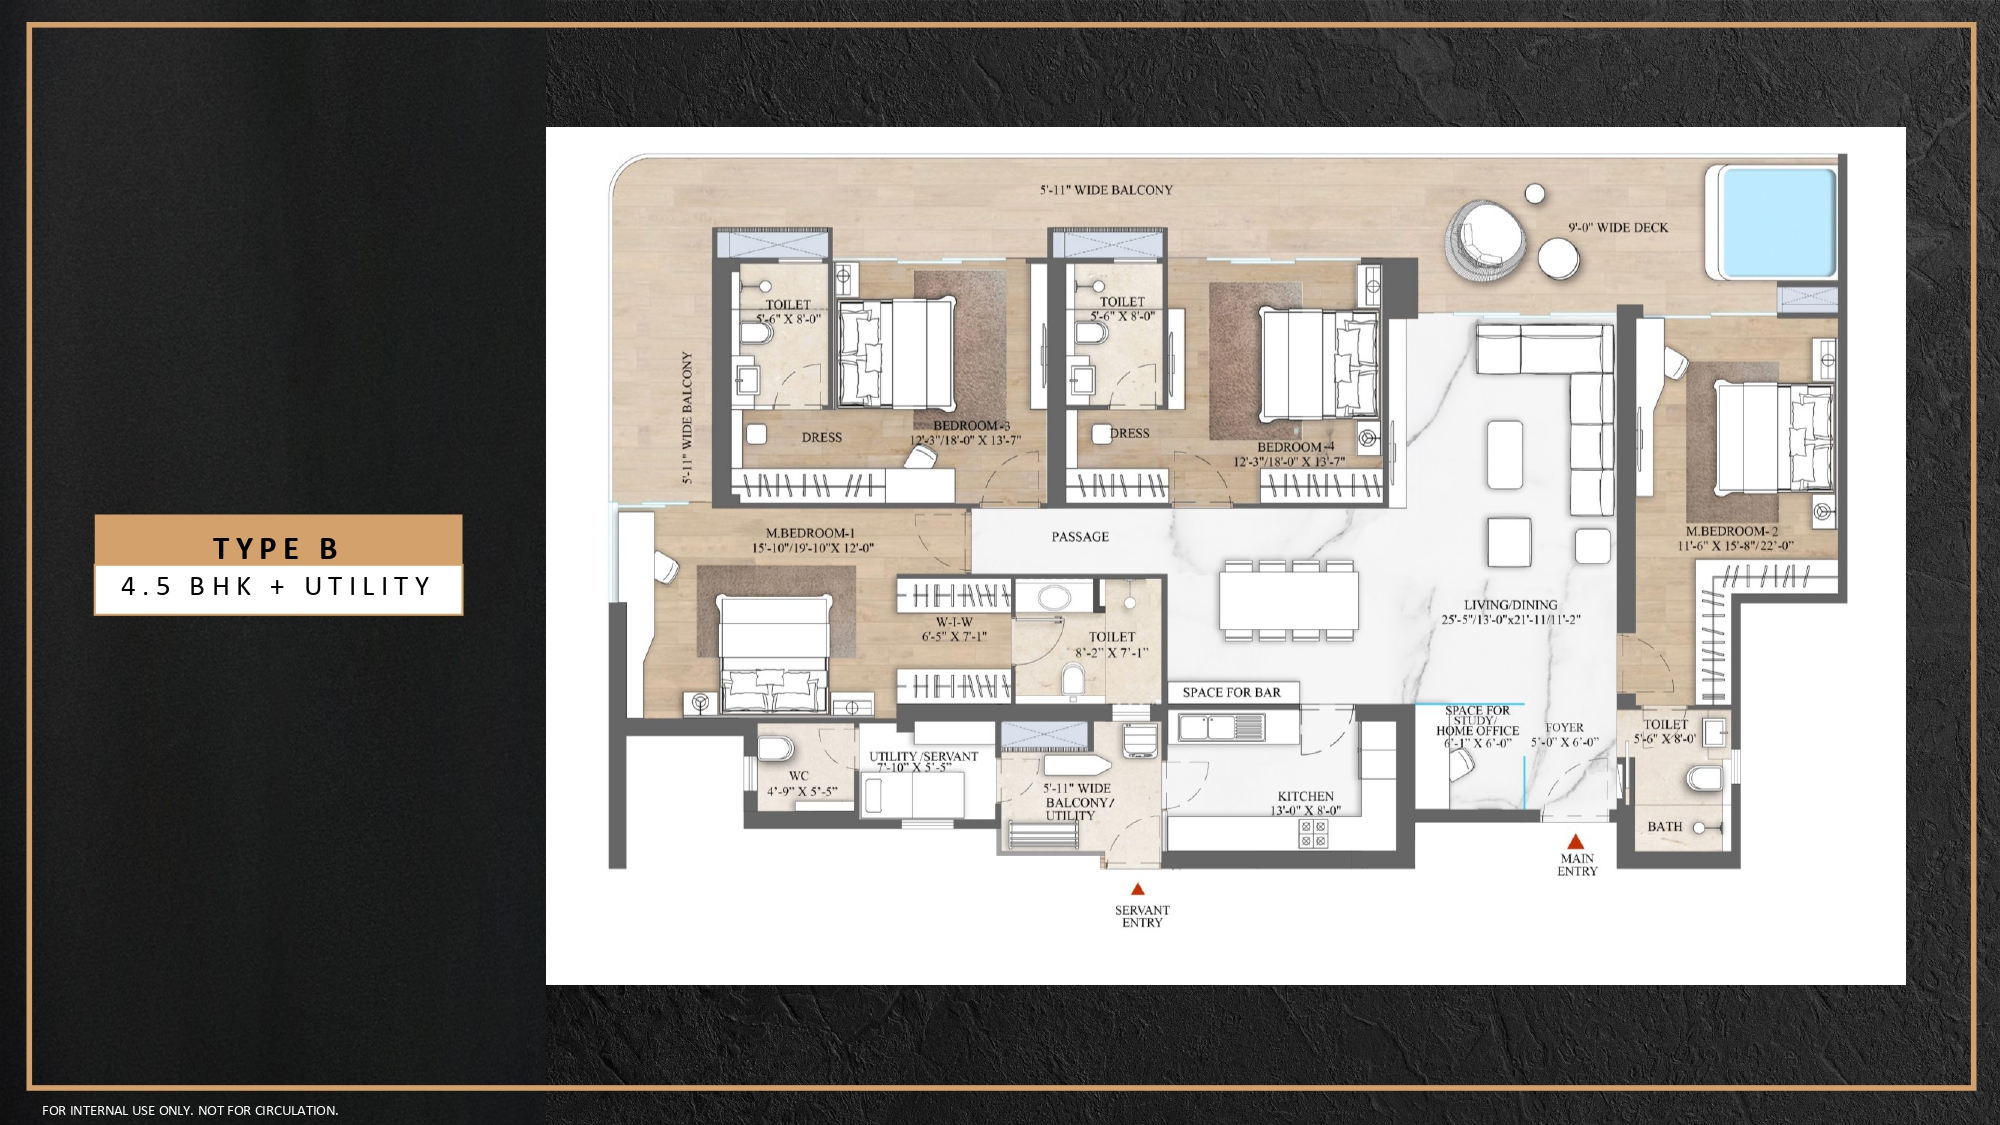 TYPE B
4.5 BHK + UTILITY
5'-11" WIDE BALCONY
9'-0" WIDE DECK
5'-11" WIDE BALCONY
TOILET
5'-6" X 8'-0"
DRESS
BEDROOM-3
12'-3"/18'-0" X 13'-7"
TOILET
5'-6" X 8'-0"
DRESS
BEDROOM-4
12'-3"/18'-0" X 13'-7"
M.BEDROOM-1
15'-10"/19'-10"X 12'-0"
PASSAGE
M.BEDROOM- 2
11'-6" X 15'-8"/22'-0"
W-I-W
6'-5" X 7'-1"
TOILET
8'-2" X 7'-1"
LIVING/DINING
25'-5"/13'-0"x21'-11/11'-2"
SPACE FOR BAR
SPACE FOR
STUDY/
HOME OFFICE
6'-1" X 6'-0"
FOYER
5'-0" X 6'-0"
TOILET
5'-6" X 8'-0'
BATH
WC
4'-9" X 5'-5"
UTILITY /SERVANT
7'-10" X 5'-5"
5'-11" WIDE
BALCONY/
UTILITY
KITCHEN
13'-0" X 8'-0"
MAIN
ENTRY
SERVANT
ENTRY
FOR INTERNAL USE ONLY. NOT FOR CIRCULATION.